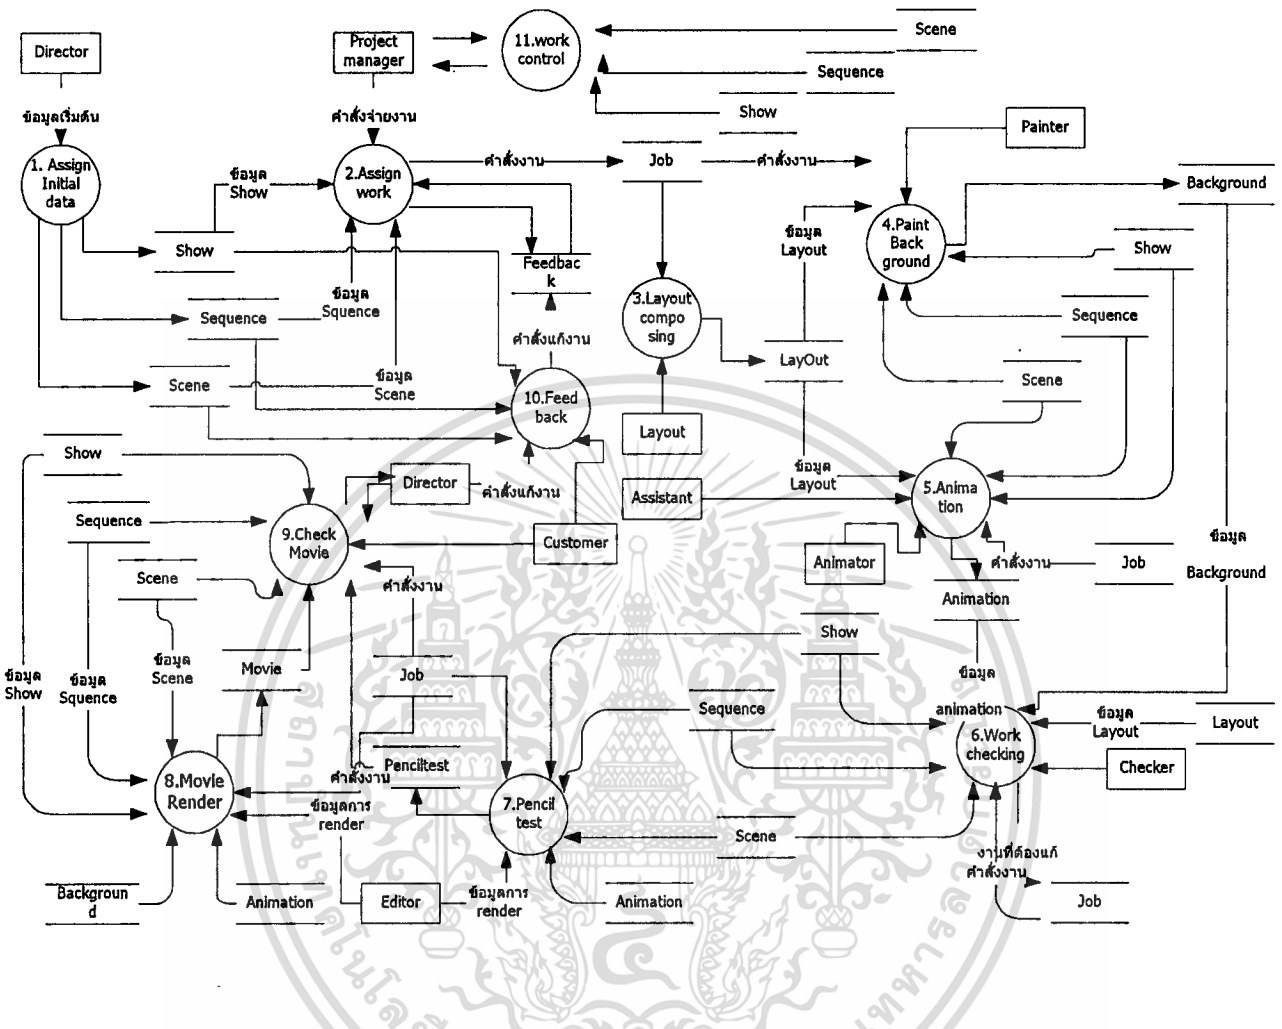 Director
Project
manager
11.work
control
Scene
Sequence
Show
ข้อมูลเริ่มต้น
คำสั่งจ่ายงาน
Painter
1. Assign
Initial
data
ข้อมูล
Show
2.Assign
work
คำสั่งงาน
Job
คำสั่งงาน
Background
Show
ข้อมูล
Layout
4.Paint
Back
ground
Show
Feedbac
k
Sequence
ข้อมูล
Squence
3.Layout
compo
sing
Sequence
คำสั่งแก้งาน
LayOut
Scene
ข้อมูล
Scene
10.Feed
back
Scene
Layout
Show
Director
คำสั่งแก้งาน
ข้อมูล
Layout
Assistant
5.Anima
tion
Sequence
9.Check
Movie
Customer
Animator
คำสั่งงาน
Job
ข้อมูล
Background
Scene
คำสั่งงาน
Animation
Show
ข้อมูล
Show
ข้อมูล
Squence
ข้อมูล
Scene
Movie
Job
ข้อมูล
animation
Sequence
6.Work
checking
ข้อมูล
Layout
Layout
Checker
8.Movie
Render
คำสั่งงาน
Penciltest
ข้อมูลการ
render
7.Pencil
test
Scene
งานที่ต้องแก้
คำสั่งงาน
Job
Backgroun
d
Animation
Editor
ข้อมูลการ
render
Animation